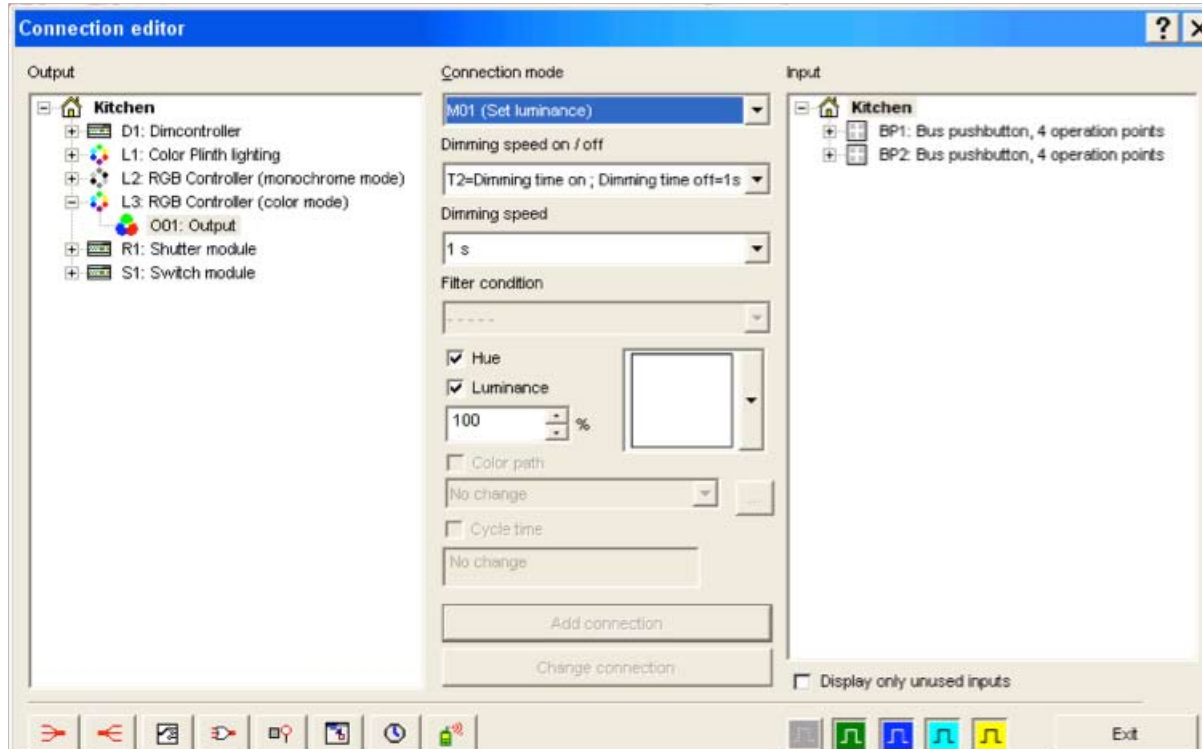 Connection editor
?
Output
Kitchen
D1: Dimcontroller
L1: Color Plinth lighting
L2: RGB Controller (monochrome mode)
L3: RGB Controller (color mode)
O01: Output
R1: Shutter module
S1: Switch module
Connection mode
M01 (Set luminance)
Dimming speed on / off
T2=Dimming time on ; Dimming time off=1s
Dimming speed
1 s
Filter condition
- - - - -
Hue
Luminance
100 %
Color path
No change
...
Cycle time
No change
Add connection
Change connection
Input
Kitchen
BP1: Bus pushbutton, 4 operation points
BP2: Bus pushbutton, 4 operation points
Display only unused inputs
Exit